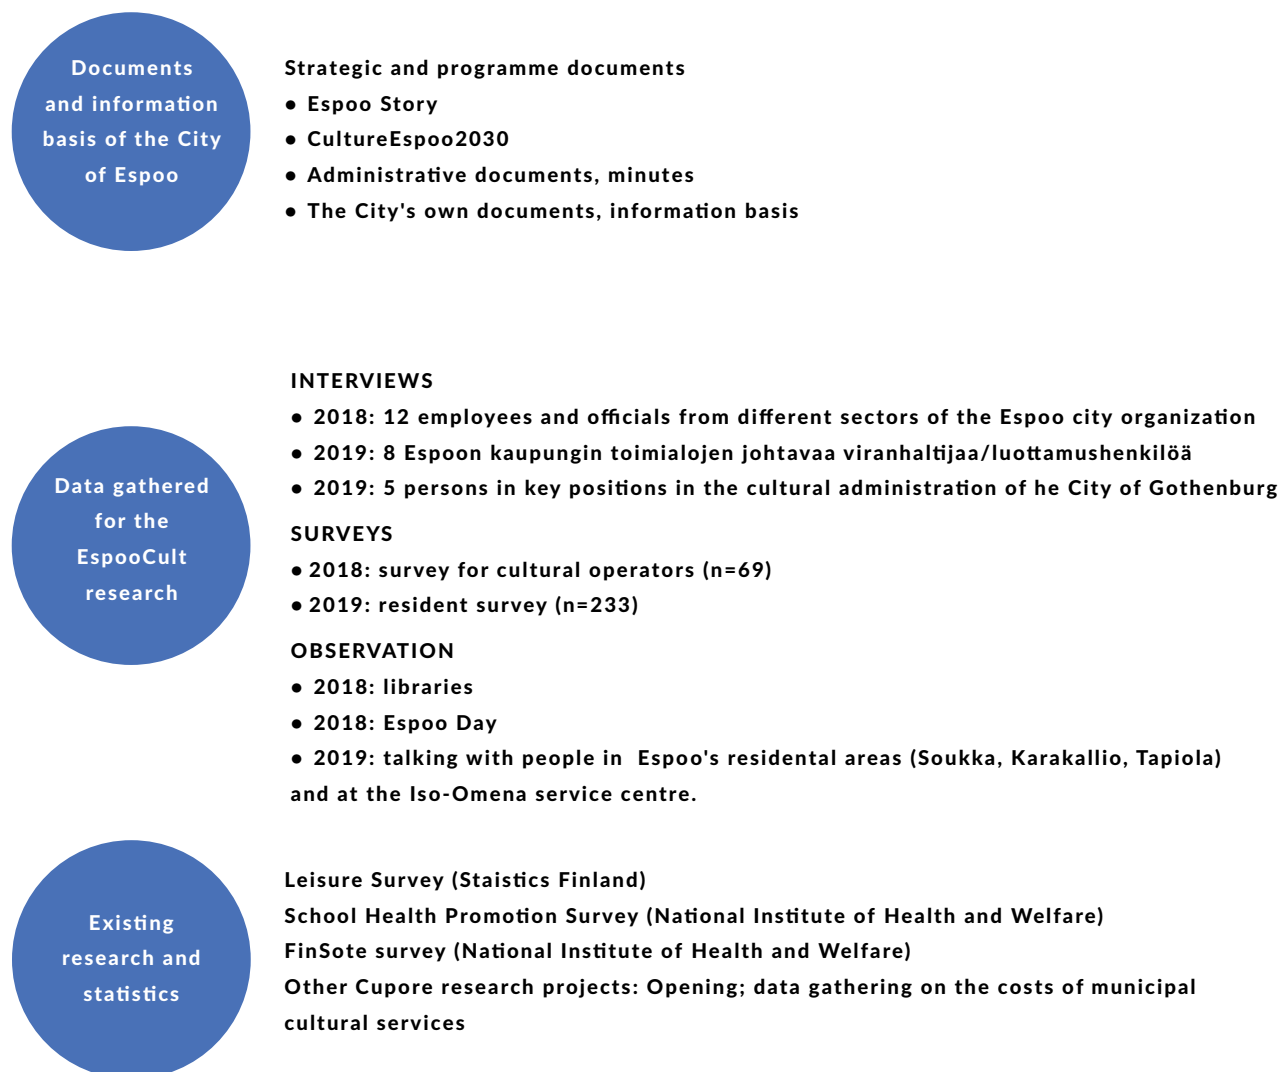 Documents
and information
basis of the City
of Espoo
Strategic and programme documents
• Espoo Story
• CultureEspoo2030
• Administrative documents, minutes
• The City's own documents, information basis
Data gathered
for the
EspooCult
research
INTERVIEWS
• 2018: 12 employees and officials from different sectors of the Espoo city organization
• 2019: 8 Espoon kaupungin toimialojen johtavaa viranhaltijaa/luottamushenkilöä
• 2019: 5 persons in key positions in the cultural administration of he City of Gothenburg
SURVEYS
• 2018: survey for cultural operators (n=69)
• 2019: resident survey (n=233)
OBSERVATION
• 2018: libraries
• 2018: Espoo Day
• 2019: talking with people in  Espoo's residental areas (Soukka, Karakallio, Tapiola)
and at the Iso-Omena service centre.
Existing
research and
statistics
Leisure Survey (Staistics Finland)
School Health Promotion Survey (National Institute of Health and Welfare)
FinSote survey (National Institute of Health and Welfare)
Other Cupore research projects: Opening; data gathering on the costs of municipal
cultural services